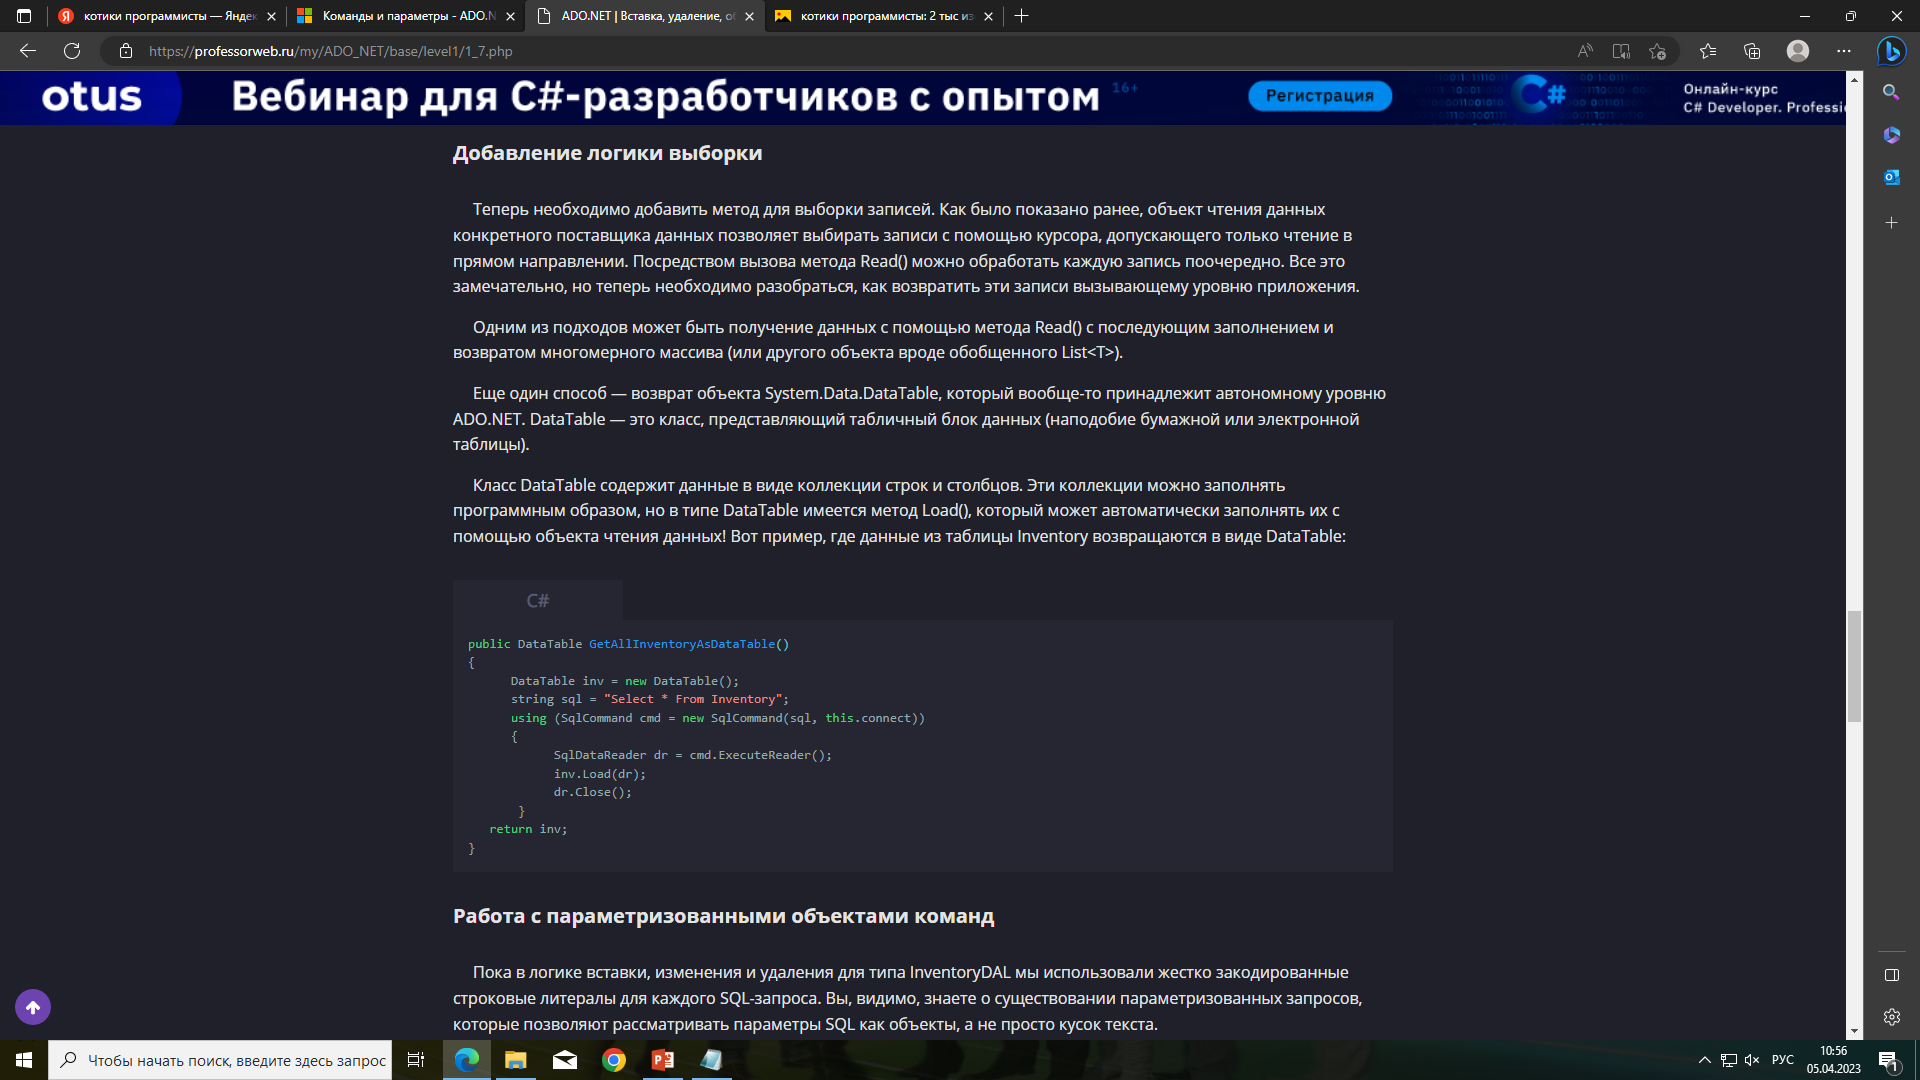 котики программисты — Яндек
Команды и параметры - ADO.N
ADO.NET | Вставка, удаление, о
котики программисты: 2 тыс из
https://professorweb.ru/my/ADO_NET/base/level1/1_7.php
otus
Вебинар для C#-разработчиков с опытом
16+
Регистрация
C#
Онлайн-курс
C# Developer. Professi
Добавление логики выборки
Теперь необходимо добавить метод для выборки записей. Как было показано ранее, объект чтения данных
конкретного поставщика данных позволяет выбирать записи с помощью курсора, допускающего только чтение в
прямом направлении. Посредством вызова метода Read() можно обработать каждую запись поочередно. Все это
замечательно, но теперь необходимо разобраться, как возвратить эти записи вызывающему уровню приложения.
Одним из подходов может быть получение данных с помощью метода Read() с последующим заполнением и
возвратом многомерного массива (или другого объекта вроде обобщенного List<T>).
Еще один способ — возврат объекта System.Data.DataTable, который вообще-то принадлежит автономному уровню
ADO.NET. DataTable — это класс, представляющий табличный блок данных (наподобие бумажной или электронной
таблицы).
Класс DataTable содержит данные в виде коллекции строк и столбцов. Эти коллекции можно заполнять
программным образом, но в типе DataTable имеется метод Load(), который может автоматически заполнять их с
помощью объекта чтения данных! Вот пример, где данные из таблицы Inventory возвращаются в виде DataTable:
C#
public DataTable GetAllInventoryAsDataTable()
{
DataTable inv = new DataTable();
string sql = "Select * From Inventory";
using (SqlCommand cmd = new SqlCommand(sql, this.connect))
{
SqlDataReader dr = cmd.ExecuteReader();
inv.Load(dr);
dr.Close();
}
return inv;
}
Работа с параметризованными объектами команд
Пока в логике вставки, изменения и удаления для типа InventoryDAL мы использовали жестко закодированные
строковые литералы для каждого SQL-запроса. Вы, видимо, знаете о существовании параметризованных запросов,
которые позволяют рассматривать параметры SQL как объекты, а не просто кусок текста.
Чтобы начать поиск, введите здесь запрос
РУС
10:56
05.04.2023
1